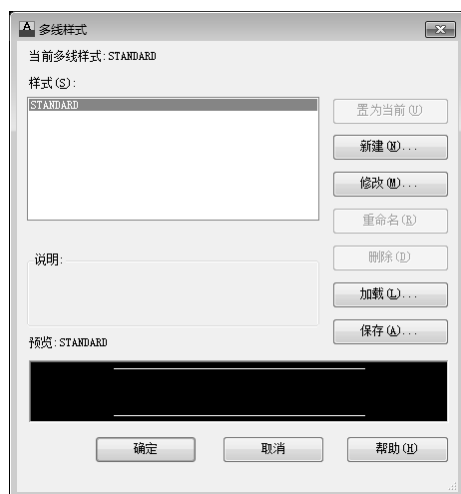 多线样式
当前多线样式:STANDARD
样式(S):
STANDARD
置为当前(U)
新建(N)...
修改(M)...
重命名(R)
说明:
删除(D)
加载(L)...
保存(A)...
预览:STANDARD
确定
取消
帮助(H)